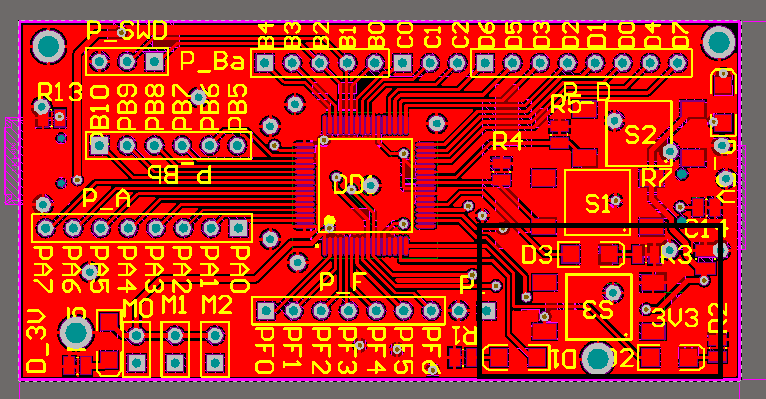 P_SWD
P_Ba
B4 B3 B2 B1 B0 C0 C1 C2 D6 D5 D3 D2 D1 D0 D4 D7
R13
PB10 PB9 PB8 PB7 PB6 PB5
P_D
R5
S2
R4
P_Bb
R7
P_A
S1
PA7 PA6 PA5 PA4 PA3 PA2 PA1 PA0
D3
R3
P_F
S3
3V3
M0 M1 M2
D_3V
PF0 PF1 PF2 PF3 PF4 PF5 PF6
R1
D1
D2